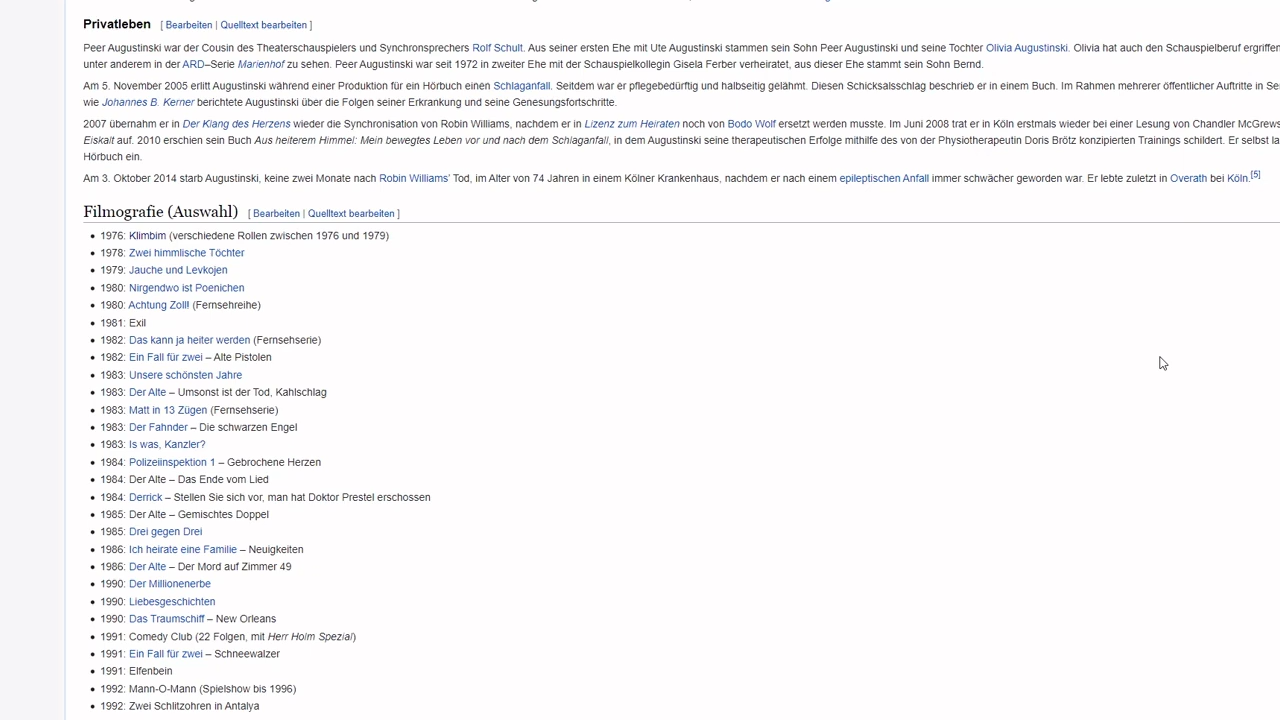 Privatleben [ Bearbeiten | Quelltext bearbeiten ]
Peer Augustinski war der Cousin des Theaterschauspielers und Synchronsprechers Rolf Schult. Aus seiner ersten Ehe mit Ute Augustinski stammen sein Sohn Peer Augustinski und seine Tochter Olivia Augustinski. Olivia hat auch den Schauspielberuf
unter anderem in der ARD–Serie Marienhof zu sehen. Peer Augustinski war seit 1972 in zweiter Ehe mit der Schauspielkollegin Gisela Ferber verheiratet, aus dieser Ehe stammt sein Sohn Bernd.
Am 5. November 2005 erlitt Augustinski während einer Produktion für ein Hörbuch einen Schlaganfall. Seitdem war er pflegebedürftig und halbseitig gelähmt. Diesen Schicksalsschlag beschrieb er in einem Buch. Im Rahmen mehrerer öffentlicher Auftritte in
wie Johannes B. Kerner berichtete Augustinski über die Folgen seiner Erkrankung und seine Genesungsfortschritte.
2007 übernahm er in Der Klang des Herzens wieder die Synchronisation von Robin Williams, nachdem er in Lizenz zum Heiraten noch von Bodo Wolf ersetzt werden musste. Im Juni 2008 trat er in Köln erstmals wieder bei einer Lesung von Chandler McGrews
Eiskalt auf. 2010 erschien sein Buch Aus heiterem Himmel: Mein bewegtes Leben vor und nach dem Schlaganfall, in dem Augustinski seine therapeutischen Erfolge mithilfe des von der Physiotherapeutin Doris Brötz konzipierten Trainings schildert. Er selbst
Hörbuch ein.
Am 3. Oktober 2014 starb Augustinski, keine zwei Monate nach Robin Williams' Tod, im Alter von 74 Jahren in einem Kölner Krankenhaus, nachdem er nach einem epileptischen Anfall immer schwächer geworden war. Er lebte zuletzt in Overath bei Köln.[5]
Filmografie (Auswahl) [ Bearbeiten | Quelltext bearbeiten ]
• 1976: Klimbim (verschiedene Rollen zwischen 1976 und 1979)
• 1978: Zwei himmlische Töchter
• 1979: Jauche und Levkojen
• 1980: Nirgendwo ist Poenichen
• 1980: Achtung Zoll! (Fernsehreihe)
• 1981: Exil
• 1982: Das kann ja heiter werden (Fernsehserie)
• 1982: Ein Fall für zwei – Alte Pistolen
• 1983: Unsere schönsten Jahre
• 1983: Der Alte – Umsonst ist der Tod, Kahlschlag
• 1983: Matt in 13 Zügen (Fernsehserie)
• 1983: Der Fahnder – Die schwarzen Engel
• 1983: Is was, Kanzler?
• 1984: Polizeiinspektion 1 – Gebrochene Herzen
• 1984: Der Alte – Das Ende vom Lied
• 1984: Derrick – Stellen Sie sich vor, man hat Doktor Prestel erschossen
• 1985: Der Alte – Gemischtes Doppel
• 1985: Drei gegen Drei
• 1986: Ich heirate eine Familie – Neuigkeiten
• 1986: Der Alte – Der Mord auf Zimmer 49
• 1990: Der Millionenerbe
• 1990: Liebesgeschichten
• 1990: Das Traumschiff – New Orleans
• 1991: Comedy Club (22 Folgen, mit Herr Holm Spezial)
• 1991: Ein Fall für zwei – Schneewalzer
• 1991: Elfenbein
• 1992: Mann-O-Mann (Spielshow bis 1996)
• 1992: Zwei Schlitzohren in Antalya